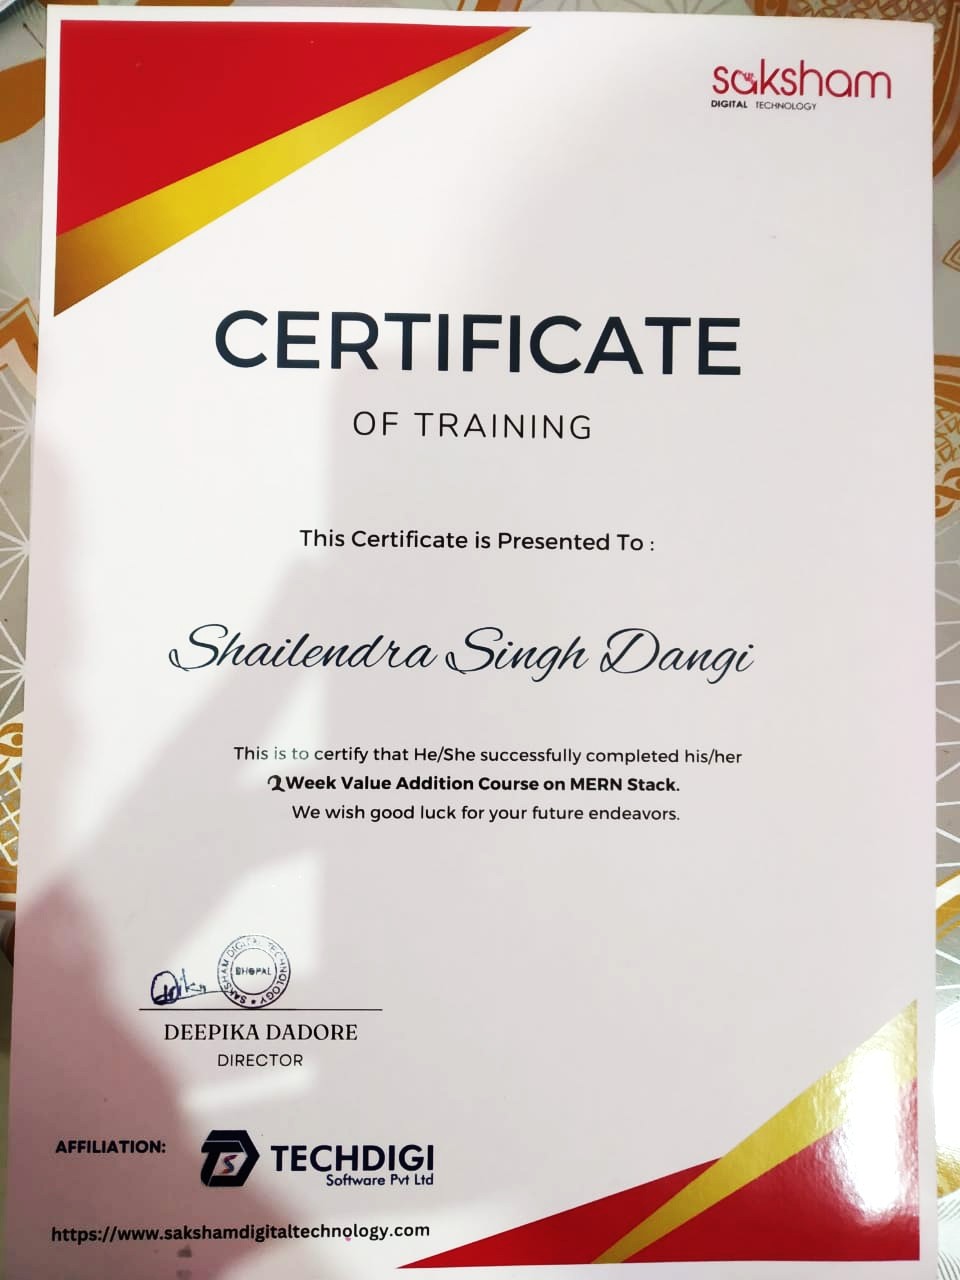 saksham
DIGITAL TECHNOLOGY
CERTIFICATE
OF TRAINING
This Certificate is Presented To :
Shailendra Singh Dangi
This is to certify that He/She successfully completed his/her
2 Week Value Addition Course on MERN Stack.
We wish good luck for your future endeavors.
SAKSHAM DIGITAL TECHNOLOGY
BHOPAL
DEEPIKA DADORE
DIRECTOR
AFFILIATION:
TS
TECHDIGI
Software Pvt Ltd
https://www.sakshamdigitaltechnology.com